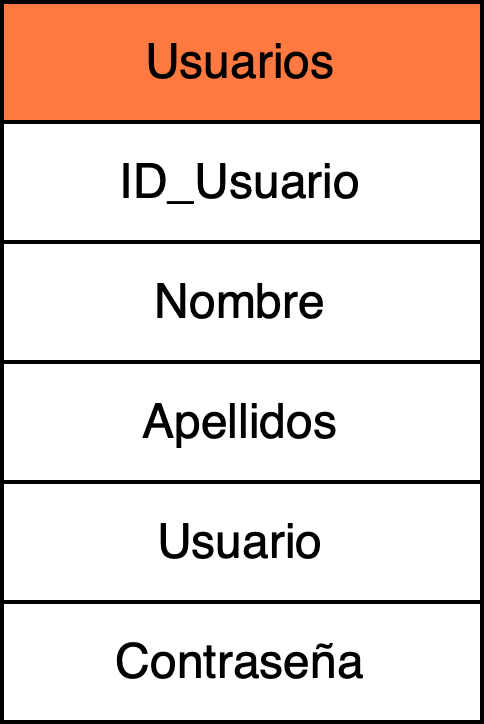 Usuarios
ID_Usuario
Nombre
Apellidos
Usuario
Contraseña